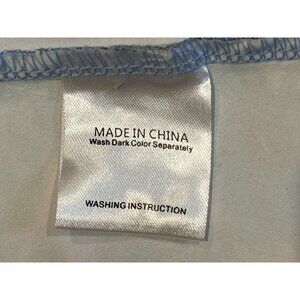 MADE IN CHINA
Wash Dark Color Separately
WASHING INSTRUCTION